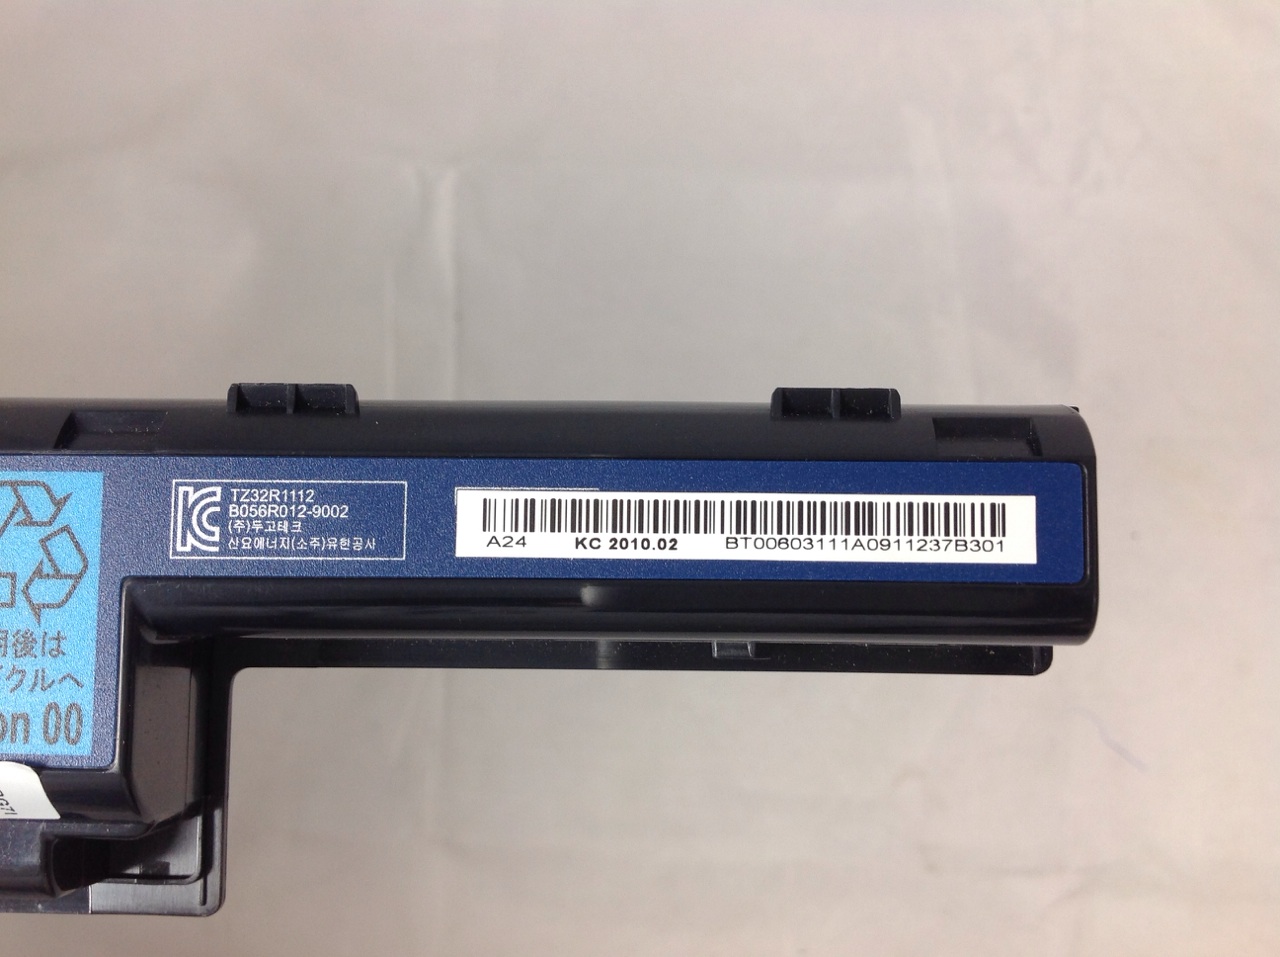 TZ32R1112
B056R012-9002
(주)두고테크
산요에너지(소주)유한공사
A24 KC 2010.02 BT00603111A0911237B301
用後は
クルへ
on 00